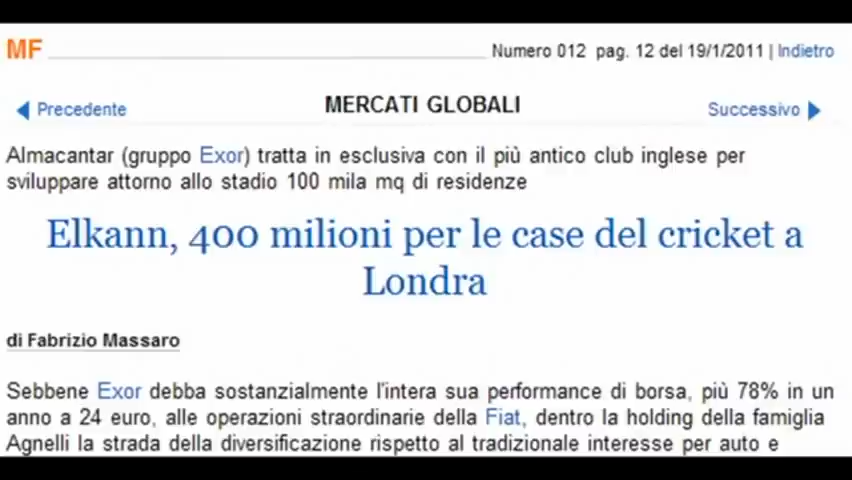 MF
Numero 012 pag. 12 del 19/1/2011 | Indietro
Precedente
MERCATI GLOBALI
Successivo
Almacantar (gruppo Exor) tratta in esclusiva con il più antico club inglese per
sviluppare attorno allo stadio 100 mila mq di residenze
Elkann, 400 milioni per le case del cricket a
Londra
di Fabrizio Massaro
Sebbene Exor debba sostanzialmente l'intera sua performance di borsa, più 78% in un
anno a 24 euro, alle operazioni straordinarie della Fiat, dentro la holding della famiglia
Agnelli la strada della diversificazione rispetto al tradizionale interesse per auto e